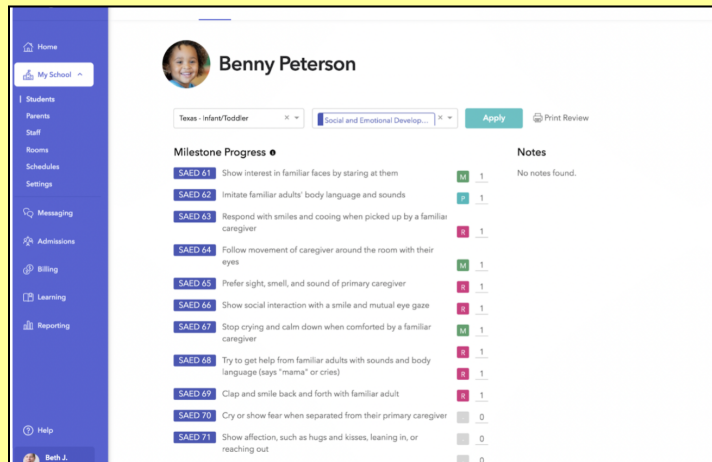 Home
My School
Students
Parents
Staff
Rooms
Schedules
Settings
Messaging
Admissions
Billing
Learning
Reporting
Help
Beth J.
Benny Peterson
Texas - Infant/Toddler × Social and Emotional Develop... × Apply Print Review
Milestone Progress Notes
No notes found.
SAED 61 Show interest in familiar faces by staring at them M 1
SAED 62 Imitate familiar adults' body language and sounds P 1
SAED 63 Respond with smiles and cooing when picked up by a familiar
caregiver R 1
SAED 64 Follow movement of caregiver around the room with their
eyes M 1
SAED 65 Prefer sight, smell, and sound of primary caregiver R 1
SAED 66 Show social interaction with a smile and mutual eye gaze R 1
SAED 67 Stop crying and calm down when comforted by a familiar M 1
caregiver
R 1
SAED 68 Try to get help from familiar adults with sounds and body
language (says "mama" or cries) R 1
SAED 69 Clap and smile back and forth with familiar adult R 1
SAED 70 Cry or show fear when separated from their primary caregiver 0
SAED 71 Show affection, such as hugs and kisses, leaning in, or 0
reaching out
0